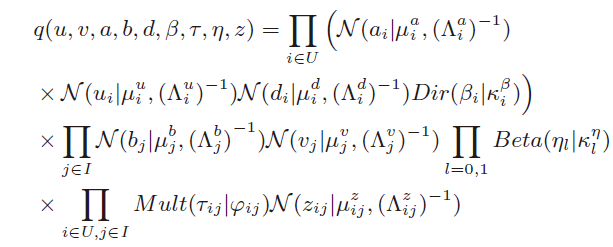 q(u, v, a, b, d, β, τ, η, z) = ∏_{i∈U} ( 𝒩(a_i|μ_i^a, (Λ_i^a)^{-1})
× 𝒩(u_i|μ_i^u, (Λ_i^u)^{-1})𝒩(d_i|μ_i^d, (Λ_i^d)^{-1})Dir(β_i|κ_i^β) )
× ∏_{j∈I} 𝒩(b_j|μ_j^b, (Λ_j^b)^{-1})𝒩(v_j|μ_j^v, (Λ_j^v)^{-1}) ∏_{l=0,1} Beta(η_l|κ_l^η)
× ∏_{i∈U,j∈I} Mult(τ_{ij}|φ_{ij})𝒩(z_{ij}|μ_{ij}^z, (Λ_{ij}^z)^{-1})